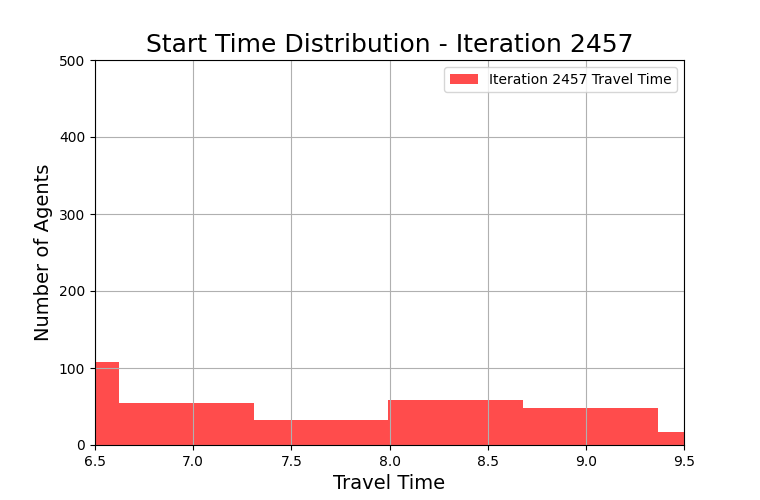 Start Time Distribution - Iteration 2457
500
400
300
200
100
0
Number of Agents
Iteration 2457 Travel Time
6.5 7.0 7.5 8.0 8.5 9.0 9.5
Travel Time